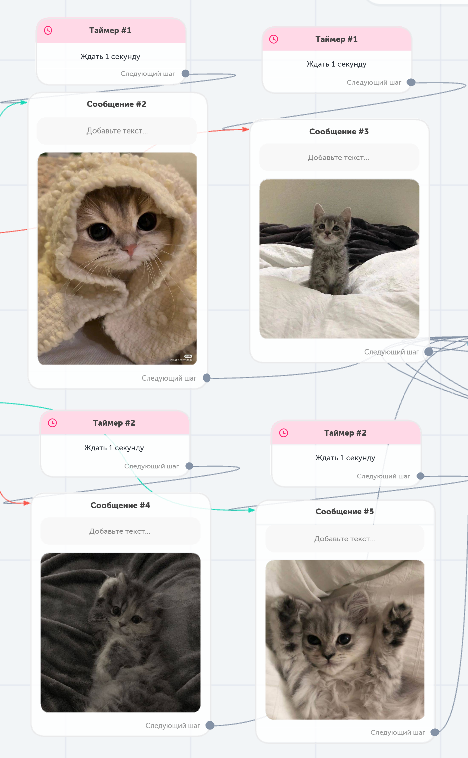 Таймер #1
Ждать 1 секунду
Следующий шаг
Таймер #1
Ждать 1 секунду
Следующий шаг
Сообщение #2
Добавьте текст...
Следующий шаг
Сообщение #3
Добавьте текст...
Следующий шаг
Таймер #2
Ждать 1 секунду
Следующий шаг
Таймер #2
Ждать 1 секунду
Следующий шаг
Сообщение #4
Добавьте текст...
Следующий шаг
Сообщение #5
Добавьте текст...
Следующий шаг